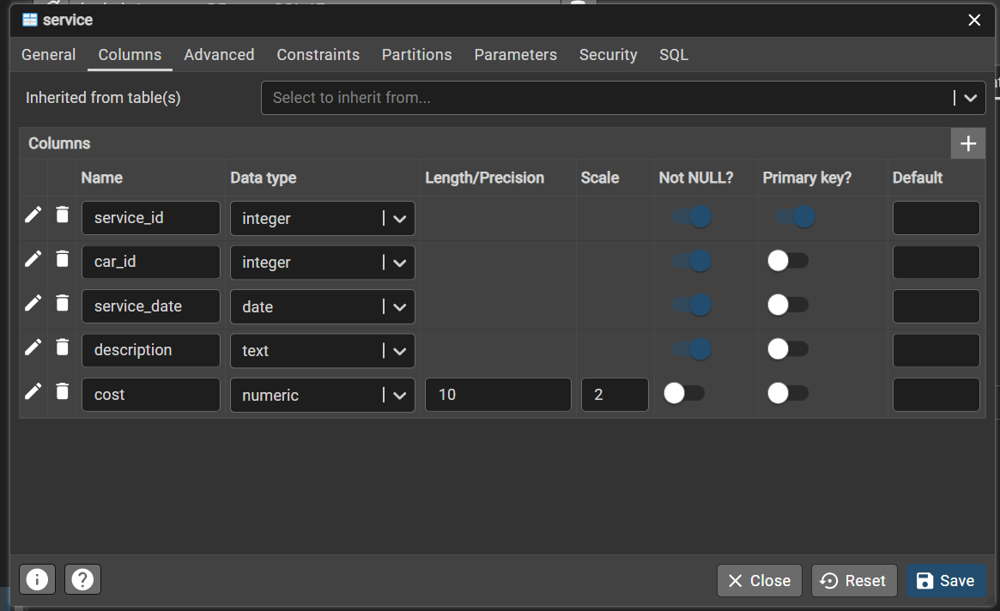 service
General Columns Advanced Constraints Partitions Parameters Security SQL
Inherited from table(s) Select to inherit from...
Columns
Name Data type Length/Precision Scale Not NULL? Primary key? Default
service_id integer
car_id integer
service_date date
description text
cost numeric 10 2
Close Reset Save